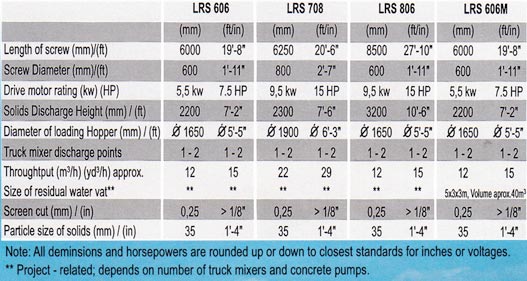 LRS 606 LRS 708 LRS 806 LRS 606M
(mm) (ft/in) (mm) (ft/in) (mm) (ft/in) (mm) (ft/in)
Length of screw (mm)/(ft) 6000 19'-8" 6250 20'-6" 8500 27'-10" 6000 19'-8"
Screw Diameter (mm)/(ft) 600 1'-11" 800 2'-7" 600 1'-11" 600 1'-11"
Drive motor rating (kw) (HP) 5,5 kw 7.5 HP 9,5 kw 15 HP 9,5 kw 15 HP 5,5 kw 7.5 HP
Solids Discharge Height (mm) / (ft) 2200 7'-2" 2300 7'-6" 3200 10'-6" 2200 7'-2"
Diameter of loading Hopper (mm) / (ft) Ø 1650 Ø 5'-5" Ø 1900 Ø 6'-3" Ø 1650 Ø 5'-5" Ø 1650 Ø 5'-5"
Truck mixer discharge points 1 - 2 1 - 2 1 - 2 1 - 2 1 - 2 1 - 2 1 - 2 1 - 2
Throughtput (m³/h) (yd³/h) approx. 12 15 22 29 12 15 12 15
Size of residual water vat** ** ** ** ** ** ** 5x3x3m, Volume aprox.40m³
Screen cut (mm) / (in) 0,25 > 1/8" 0,25 > 1/8" 0,25 > 1/8" 0,25 > 1/8"
Particle size of solids (mm) / (in) 35 1'-4" 35 1'-4" 35 1'-4" 35 1'-4"
Note: All deminsions and horsepowers are rounded up or down to closest standards for inches or voltages.
** Project - related; depends on number of truck mixers and concrete pumps.